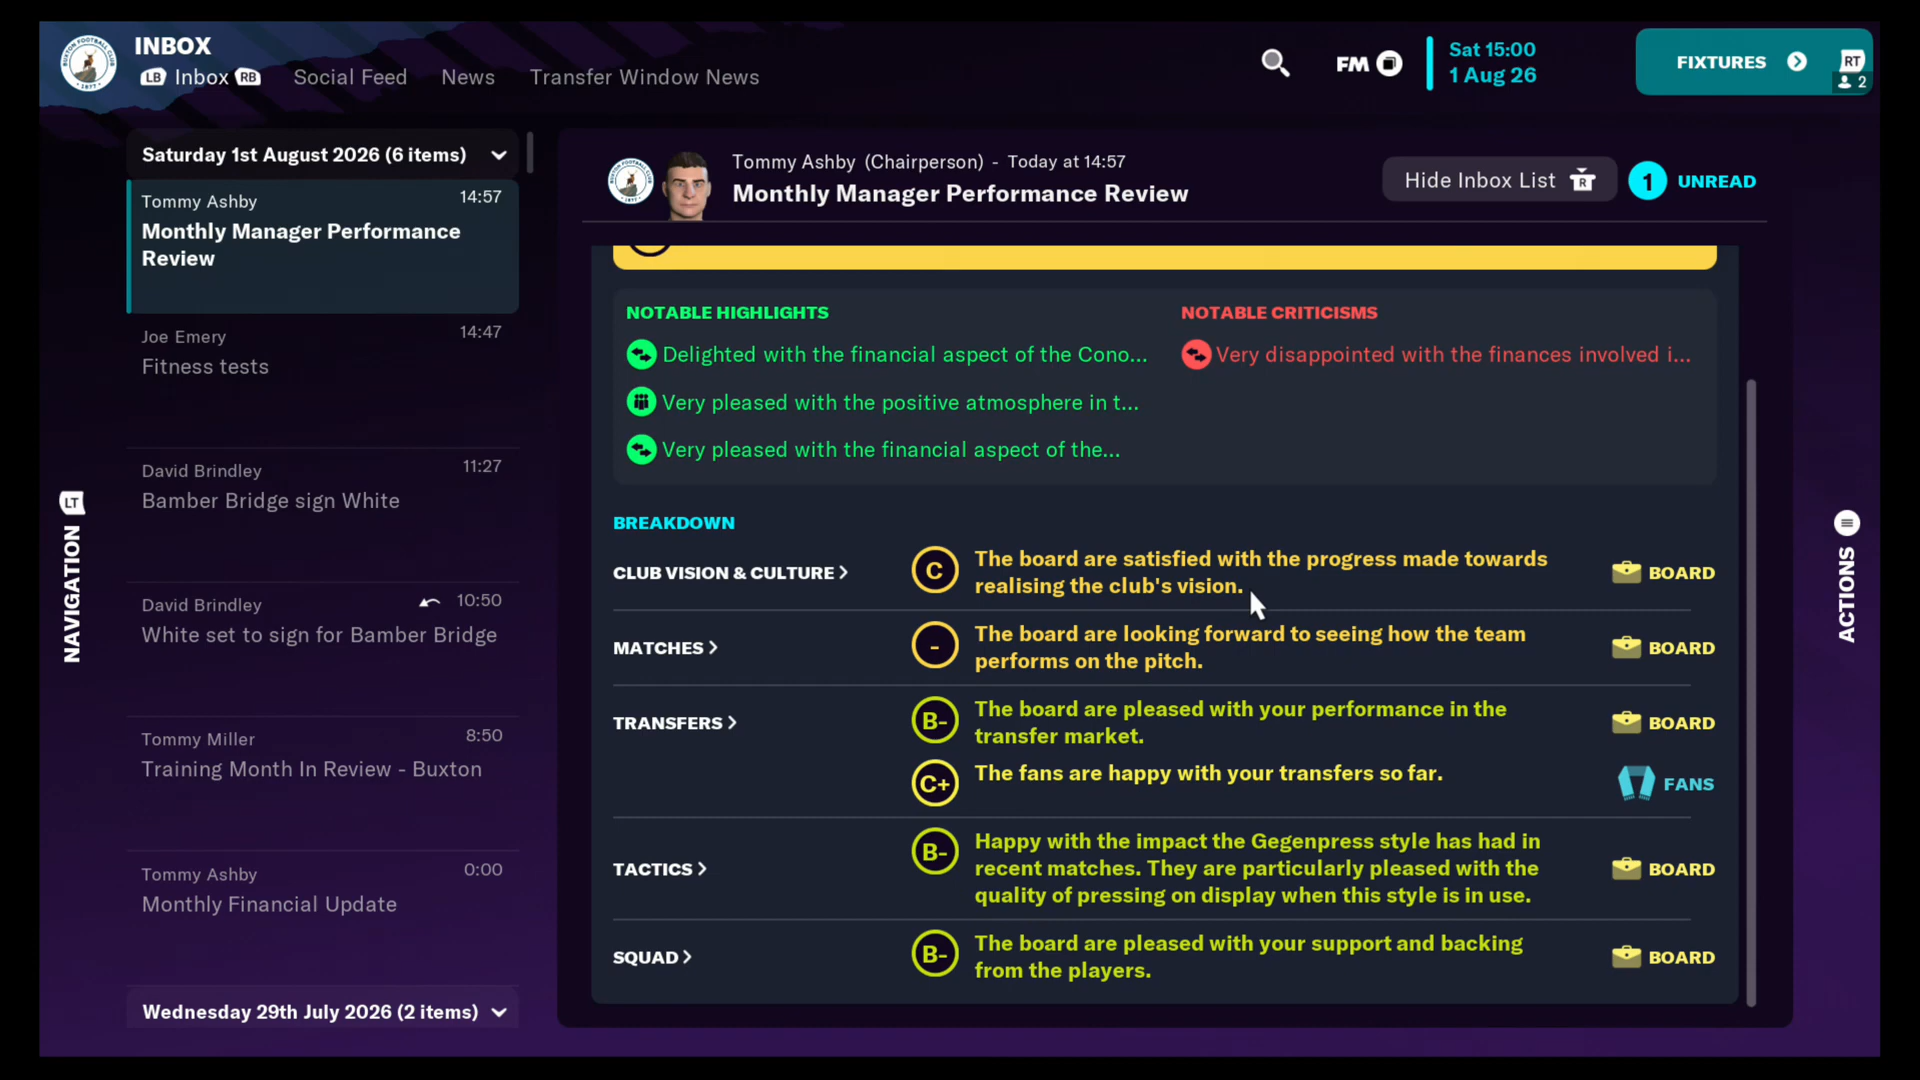 INBOX
LB Inbox RB
Social Feed
News
Transfer Window News
FM
Sat 15:00
1 Aug 26
FIXTURES
RT
2
Saturday 1st August 2026 (6 items)
Tommy Ashby 14:57
Monthly Manager Performance
Review
Joe Emery 14:47
Fitness tests
David Brindley 11:27
Bamber Bridge sign White
David Brindley 10:50
White set to sign for Bamber Bridge
Tommy Miller 8:50
Training Month In Review - Buxton
Tommy Ashby 0:00
Monthly Financial Update
Wednesday 29th July 2026 (2 items)
LT
NAVIGATION
Tommy Ashby (Chairperson) - Today at 14:57
Monthly Manager Performance Review
Hide Inbox List R
1 UNREAD
NOTABLE HIGHLIGHTS
Delighted with the financial aspect of the Cono...
Very pleased with the positive atmosphere in t...
Very pleased with the financial aspect of the...
NOTABLE CRITICISMS
Very disappointed with the finances involved i...
BREAKDOWN
CLUB VISION & CULTURE
C
The board are satisfied with the progress made towards
realising the club's vision.
BOARD
MATCHES
-
The board are looking forward to seeing how the team
performs on the pitch.
BOARD
TRANSFERS
B-
The board are pleased with your performance in the
transfer market.
BOARD
C+
The fans are happy with your transfers so far.
FANS
TACTICS
B-
Happy with the impact the Gegenpress style has had in
recent matches. They are particularly pleased with the
quality of pressing on display when this style is in use.
BOARD
SQUAD
B-
The board are pleased with your support and backing
from the players.
BOARD
ACTIONS